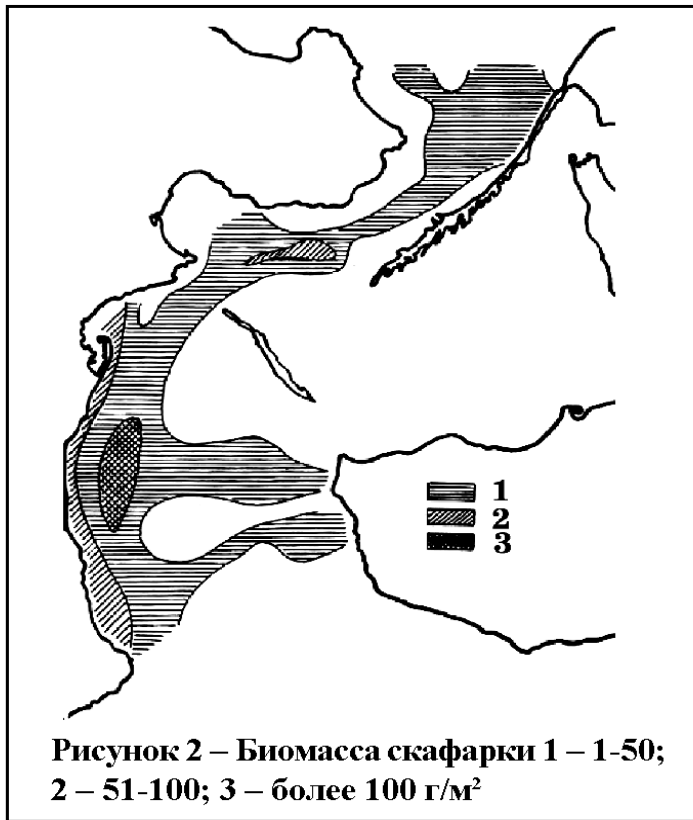 1
2
3
Рисунок 2 – Биомасса скафарки 1 – 1-50;
2 – 51-100; 3 – более 100 г/м²